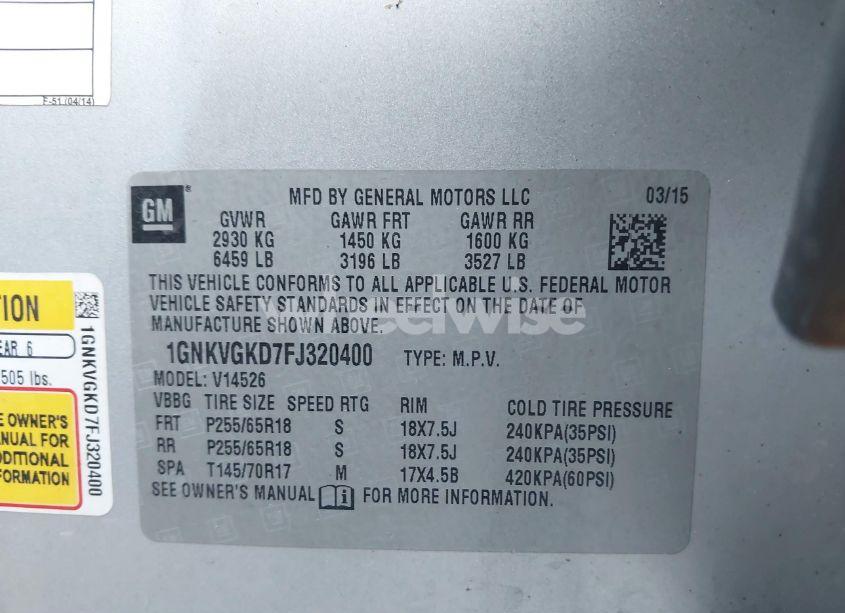 F-51 (04/14)
GM
MFD BY GENERAL MOTORS LLC 03/15
GVWR GAWR FRT GAWR RR
2930 KG 1450 KG 1600 KG
6459 LB 3196 LB 3527 LB
THIS VEHICLE CONFORMS TO ALL APPLICABLE U.S. FEDERAL MOTOR
VEHICLE SAFETY STANDARDS IN EFFECT ON THE DATE OF
MANUFACTURE SHOWN ABOVE.
1GNKVGKD7FJ320400 TYPE: M.P.V.
MODEL: V14526
VBBG TIRE SIZE SPEED RTG RIM COLD TIRE PRESSURE
FRT P255/65R18 S 18X7.5J 240KPA(35PSI)
RR P255/65R18 S 18X7.5J 240KPA(35PSI)
SPA T145/70R17 M 17X4.5B 420KPA(60PSI)
SEE OWNER'S MANUAL i FOR MORE INFORMATION.
TION
EAR 6
505 lbs.
E OWNER'S
NUAL FOR
DDITIONAL
FORMATION
1GNKVGKD7FJ320400